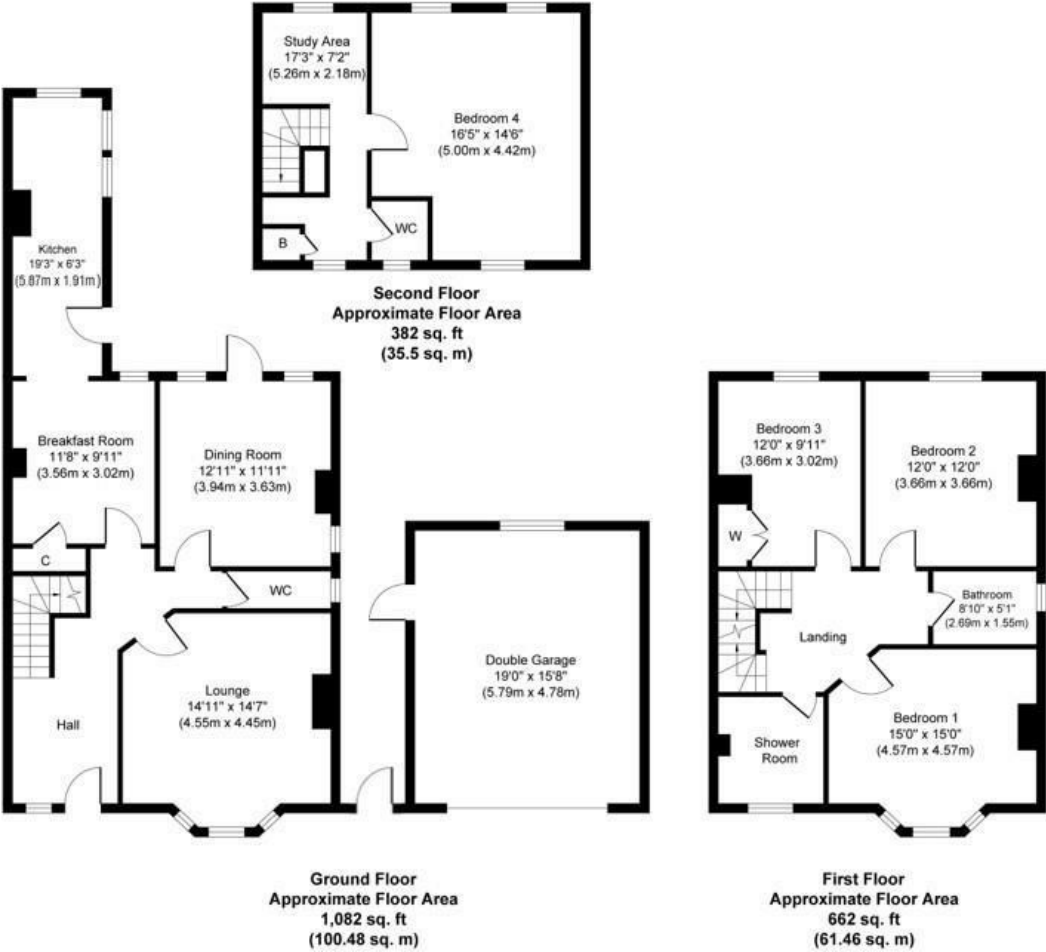 Study Area
17'3" x 7'2"
(5.26m x 2.18m)
Bedroom 4
16'5" x 14'6"
(5.00m x 4.42m)
WC
B
Second Floor
Approximate Floor Area
382 sq. ft
(35.5 sq. m)
Kitchen
19'3" x 6'3"
(5.87m x 1.91m)
Breakfast Room
11'8" x 9'11"
(3.56m x 3.02m)
Dining Room
12'11" x 11'11"
(3.94m x 3.63m)
C
WC
Lounge
14'11" x 14'7"
(4.55m x 4.45m)
Hall
Double Garage
19'0" x 15'8"
(5.79m x 4.78m)
Ground Floor
Approximate Floor Area
1,082 sq. ft
(100.48 sq. m)
Bedroom 3
12'0" x 9'11"
(3.66m x 3.02m)
Bedroom 2
12'0" x 12'0"
(3.66m x 3.66m)
W
Bathroom
8'10" x 5'1"
(2.69m x 1.55m)
Landing
Bedroom 1
15'0" x 15'0"
(4.57m x 4.57m)
Shower
Room
First Floor
Approximate Floor Area
662 sq. ft
(61.46 sq. m)